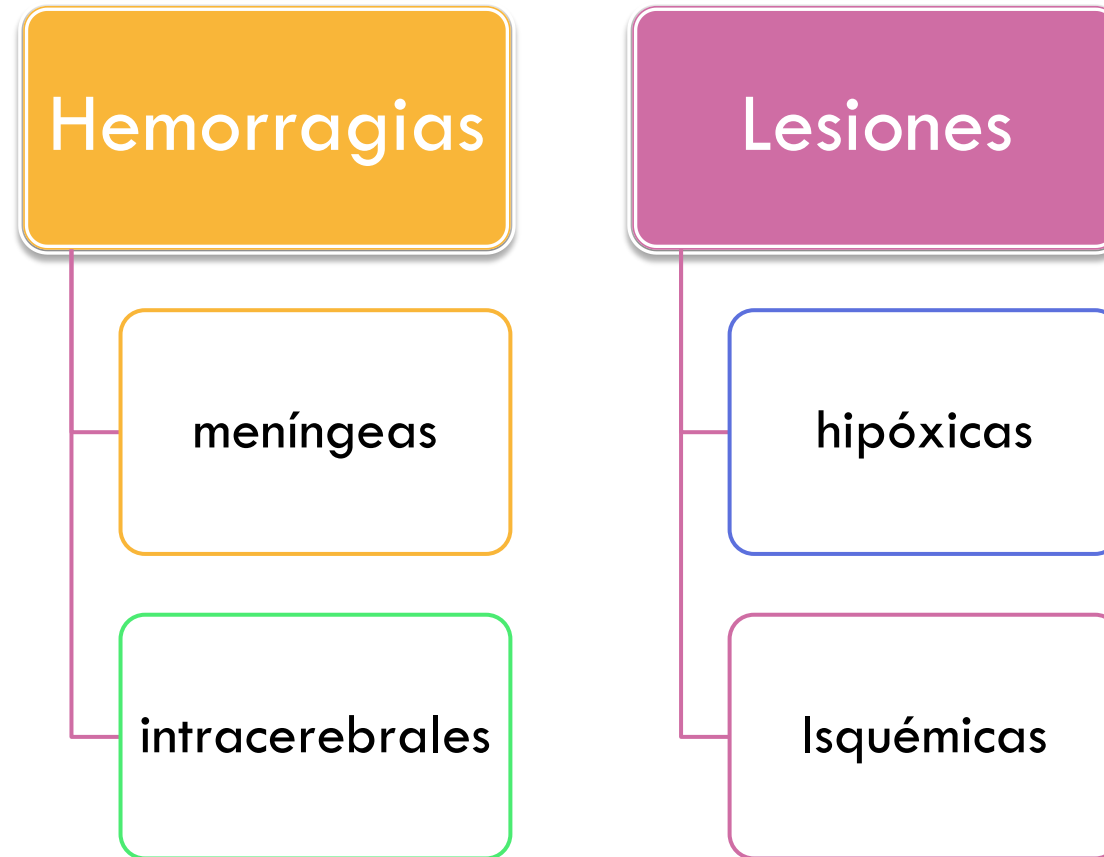 Hemorragias
meníngeas
intracerebrales
Lesiones
hipóxicas
Isquémicas